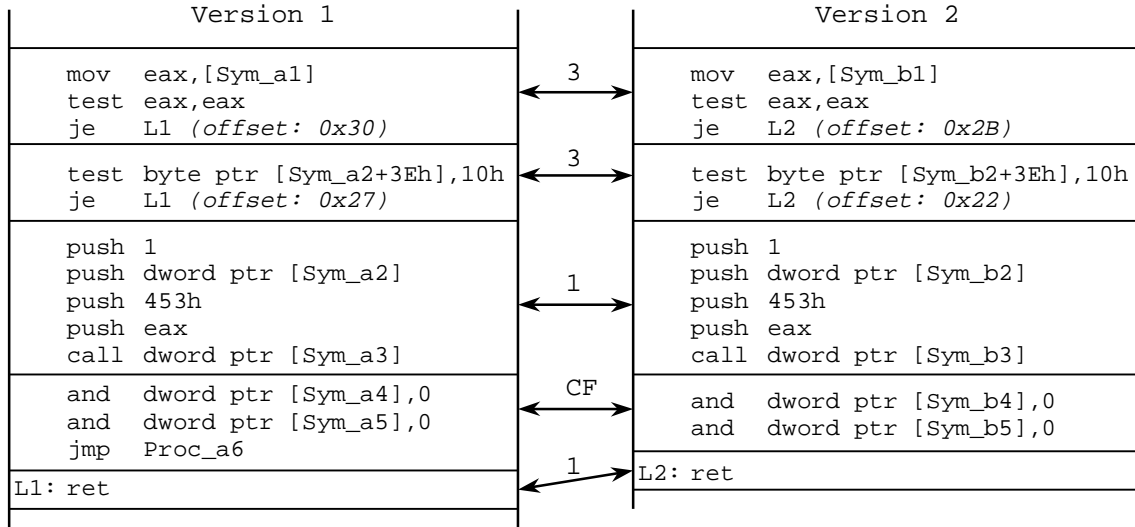 Version 1
mov eax,[Sym_a1]
test eax,eax
je L1 (offset: 0x30)
test byte ptr [Sym_a2+3Eh],10h
je L1 (offset: 0x27)
push 1
push dword ptr [Sym_a2]
push 453h
push eax
call dword ptr [Sym_a3]
and dword ptr [Sym_a4],0
and dword ptr [Sym_a5],0
jmp Proc_a6
L1: ret
3
3
1
CF
1
Version 2
mov eax,[Sym_b1]
test eax,eax
je L2 (offset: 0x2B)
test byte ptr [Sym_b2+3Eh],10h
je L2 (offset: 0x22)
push 1
push dword ptr [Sym_b2]
push 453h
push eax
call dword ptr [Sym_b3]
and dword ptr [Sym_b4],0
and dword ptr [Sym_b5],0
L2: ret